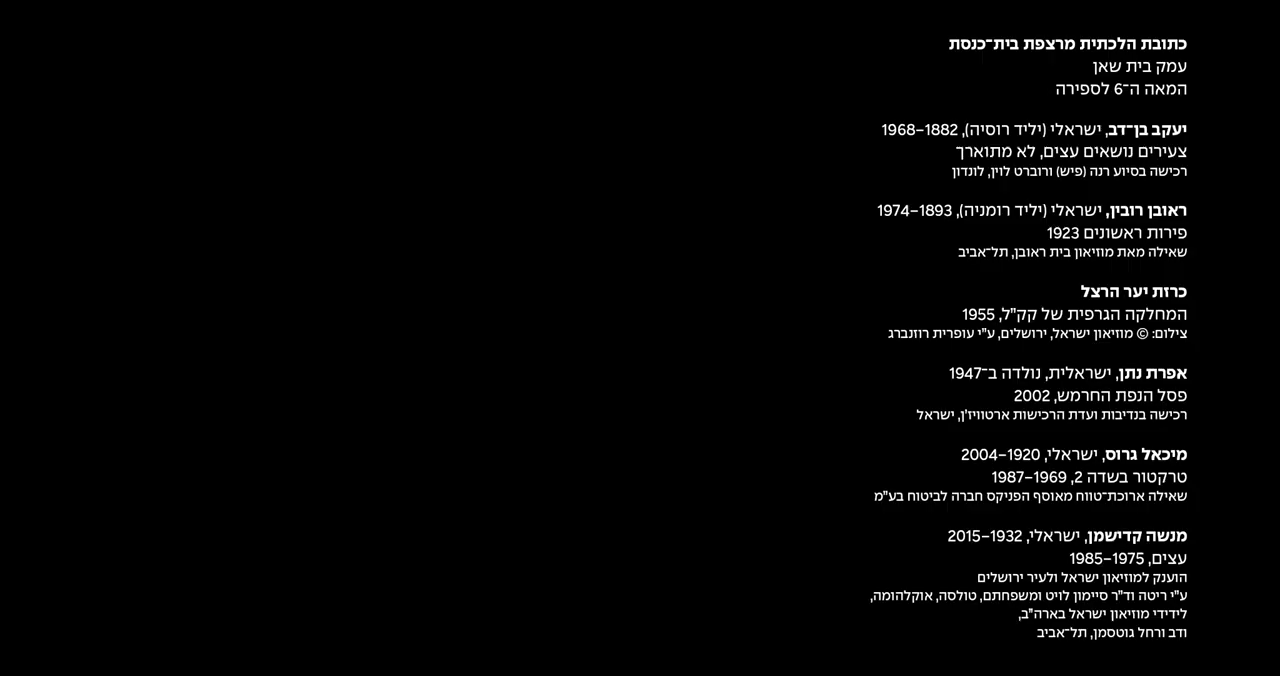 כתובת הלכתית מרצפת בית־כנסת
עמק בית שאן
המאה ה־6 לספירה
יעקב בן־דב, ישראלי (יליד רוסיה), 1882–1968
צעירים נושאים עצים, לא מתוארך
רכישה בסיוע רנה (פיש) ורוברט לוין, לונדון
ראובן רובין, ישראלי (יליד רומניה), 1893–1974
פירות ראשונים 1923
שאילה מאת מוזיאון בית ראובן, תל־אביב
כרזת יער הרצל
המחלקה הגרפית של קק"ל, 1955
צילום: © מוזיאון ישראל, ירושלים, ע"י עופרית רוזנברג
אפרת נתן, ישראלית, נולדה ב־1947
פסל הנפת החרמש, 2002
רכישה בנדיבות ועדת הרכישות ארטוויז'ן, ישראל
מיכאל גרוס, ישראלי, 1920–2004
טרקטור בשדה 2, 1969–1987
שאילה ארוכת־טווח מאוסף הפניקס חברה לביטוח בע"מ
מנשה קדישמן, ישראלי, 1932–2015
עצים, 1975–1985
הוענק למוזיאון ישראל ולעיר ירושלים
ע"י ריטה וד"ר סיימון לויט ומשפחתם, טולסה, אוקלהומה,
לידידי מוזיאון ישראל בארה"ב,
ודב ורחל גוטסמן, תל־אביב